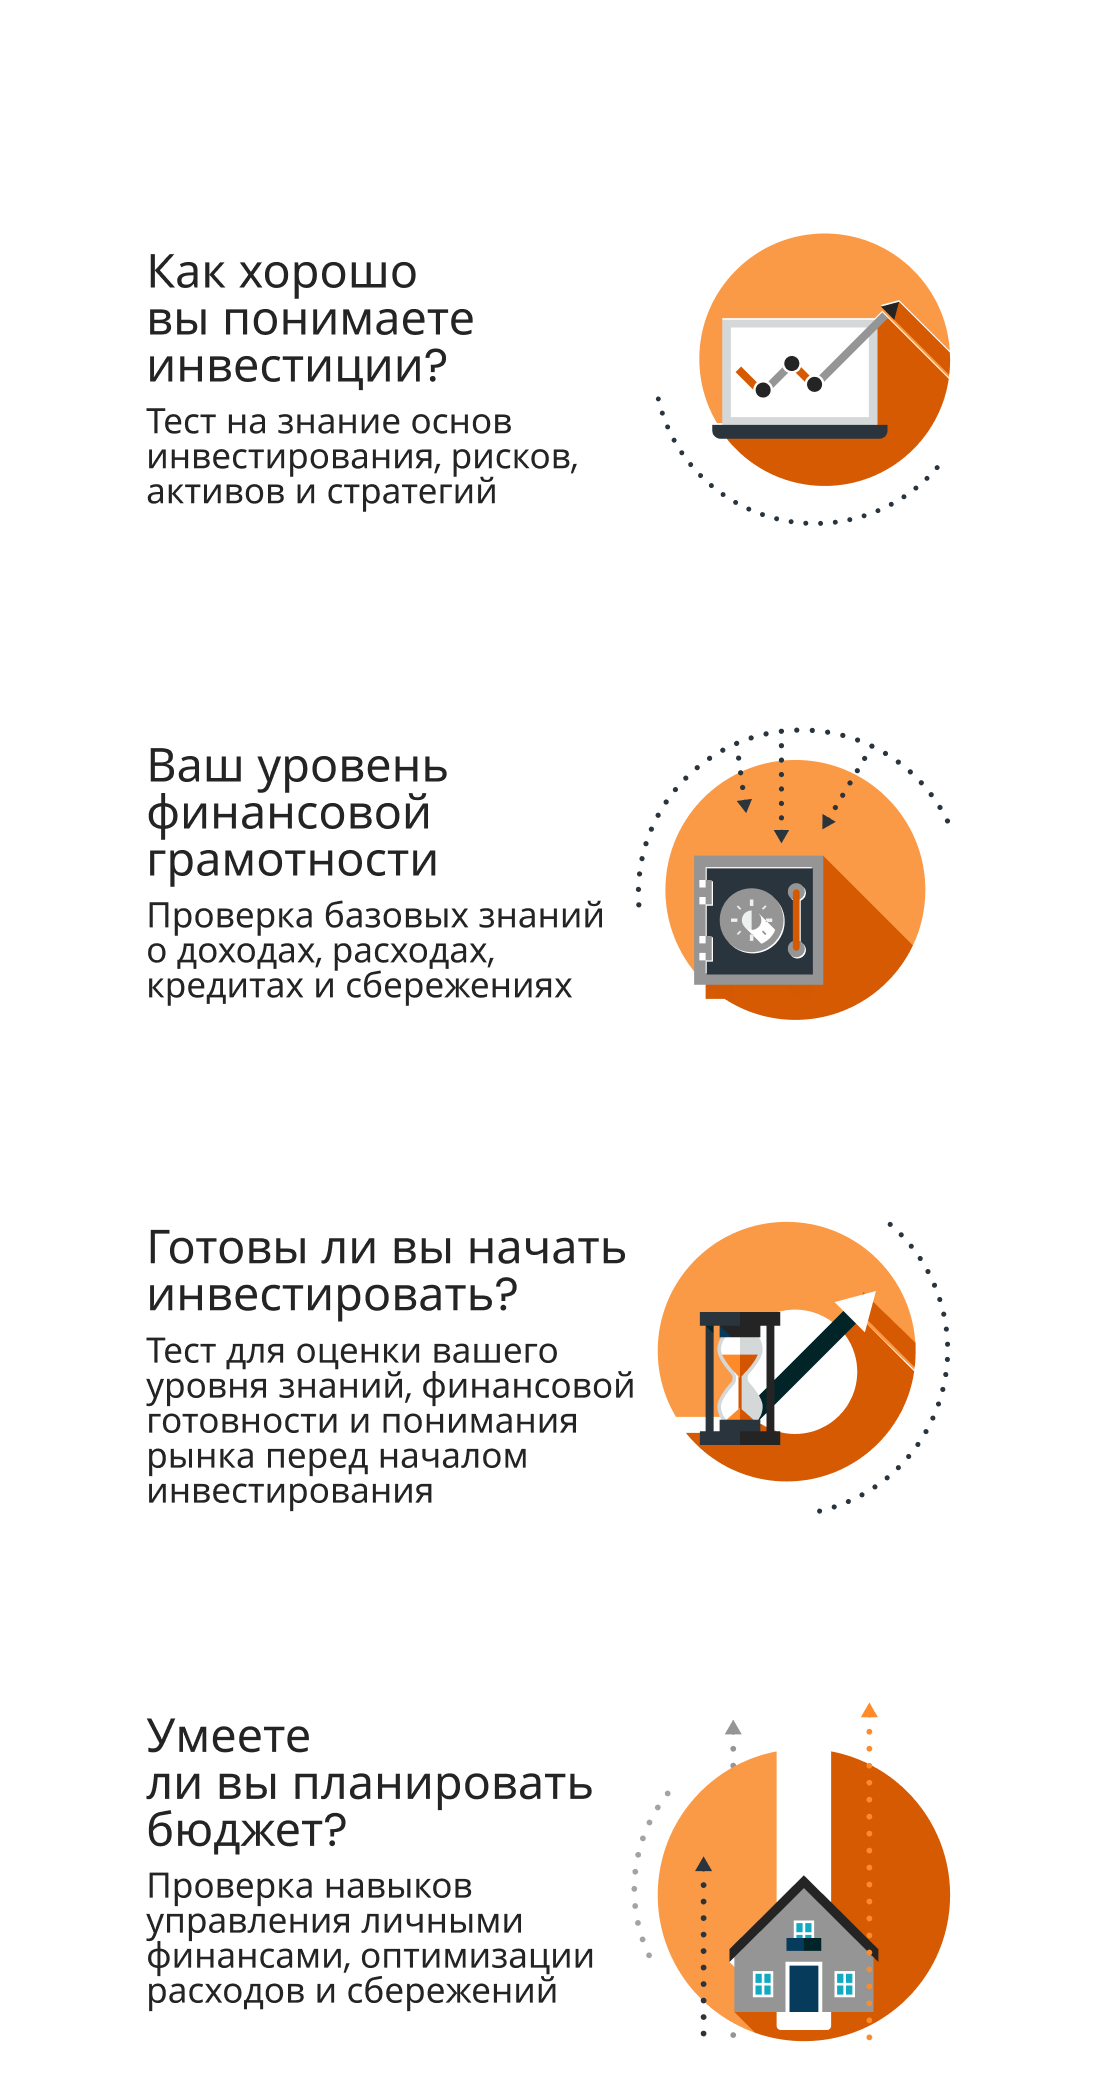 Как хорошо
вы понимаете
инвестиции?
Тест на знание основ
инвестирования, рисков,
активов и стратегий
Ваш уровень
финансовой
грамотности
Проверка базовых знаний
о доходах, расходах,
кредитах и сбережениях
Готовы ли вы начать
инвестировать?
Тест для оценки вашего
уровня знаний, финансовой
готовности и понимания
рынка перед началом
инвестирования
Умеете
ли вы планировать
бюджет?
Проверка навыков
управления личными
финансами, оптимизации
расходов и сбережений